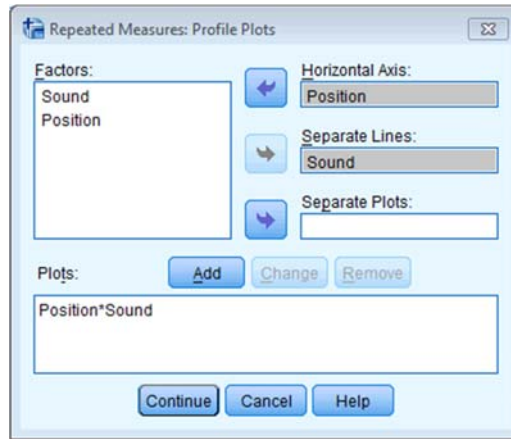 Repeated Measures: Profile Plots
Factors:
Sound
Position
Horizontal Axis:
Position
Separate Lines:
Sound
Separate Plots:
Plots:
Add
Change
Remove
Position*Sound
Continue
Cancel
Help